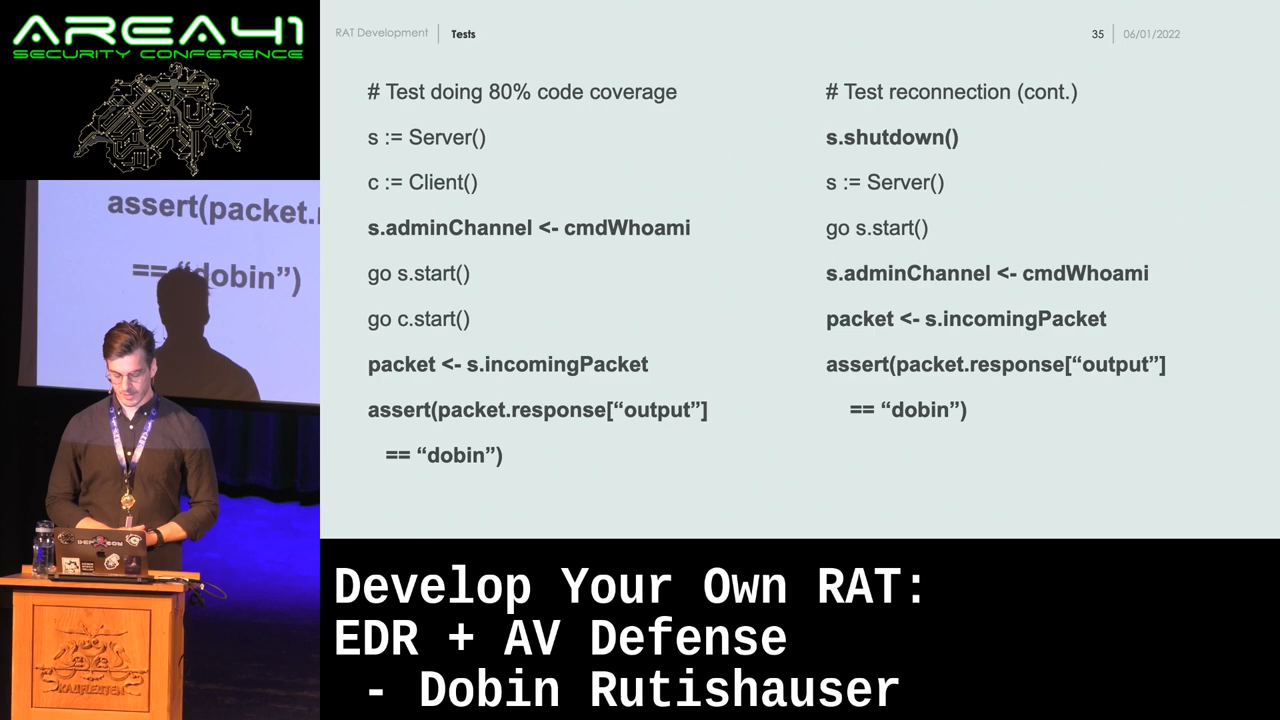 AREA41
SECURITY CONFERENCE
RAT Development
Tests
35
06/01/2022
# Test doing 80% code coverage
s := Server()
c := Client()
s.adminChannel <- cmdWhoami
go s.start()
go c.start()
packet <- s.incomingPacket
assert(packet.response[“output”]
== “dobin”)
# Test reconnection (cont.)
s.shutdown()
s := Server()
go s.start()
s.adminChannel <- cmdWhoami
packet <- s.incomingPacket
assert(packet.response[“output”]
== “dobin”)
assert(packet.r
== “dobin”)
KAUFLEUTEN
Develop Your Own RAT:
EDR + AV Defense
- Dobin Rutishauser